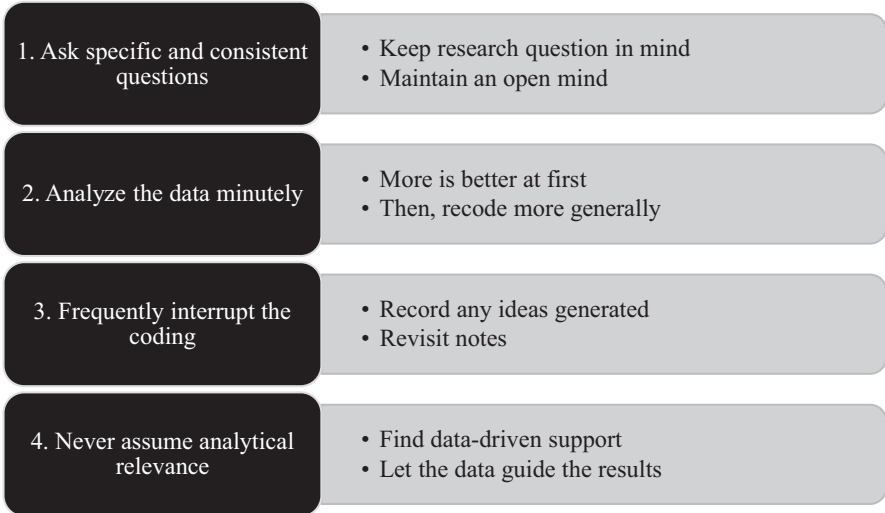 1. Ask specific and consistent
questions
• Keep research question in mind
• Maintain an open mind
2. Analyze the data minutely
• More is better at first
• Then, recode more generally
3. Frequently interrupt the
coding
• Record any ideas generated
• Revisit notes
4. Never assume analytical
relevance
• Find data-driven support
• Let the data guide the results